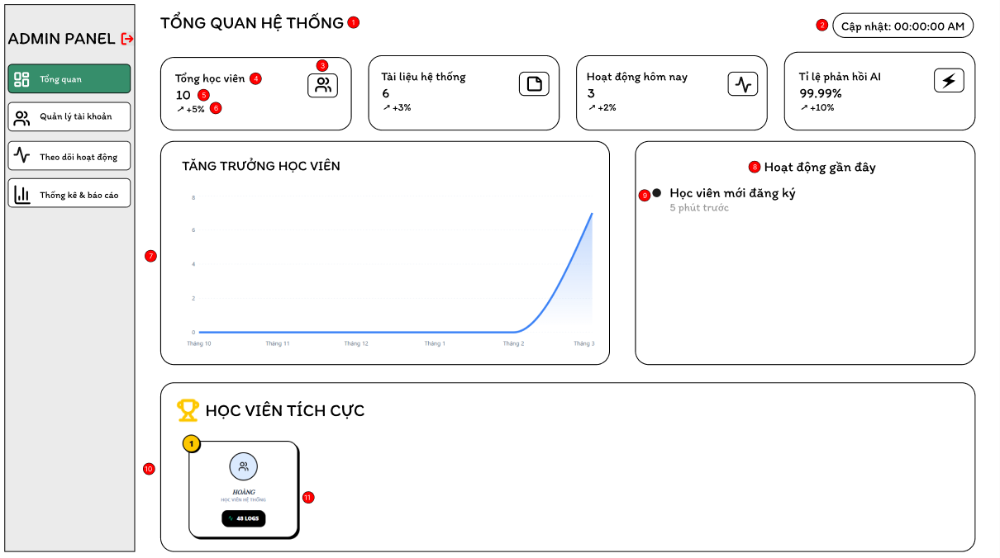 ADMIN PANEL
Tổng quan
Quản lý tài khoản
Theo dõi hoạt động
Thống kê & báo cáo
TỔNG QUAN HỆ THỐNG 1
2 Cập nhật: 00:00:00 AM
3
Tổng học viên 4
10 5
↗ +5% 6
Tài liệu hệ thống
6
↗ +3%
Hoạt động hôm nay
3
↗ +2%
Tỉ lệ phản hồi AI
99.99%
↗ +10%
7
TĂNG TRƯỞNG HỌC VIÊN
8
6
4
2
0
Tháng 10 Tháng 11 Tháng 12 Tháng 1 Tháng 2 Tháng 3
8 Hoạt động gần đây
9 Học viên mới đăng ký
5 phút trước
10
HỌC VIÊN TÍCH CỰC
1
HOÀNG
HỌC VIÊN HỆ THỐNG
48 LOGS
11